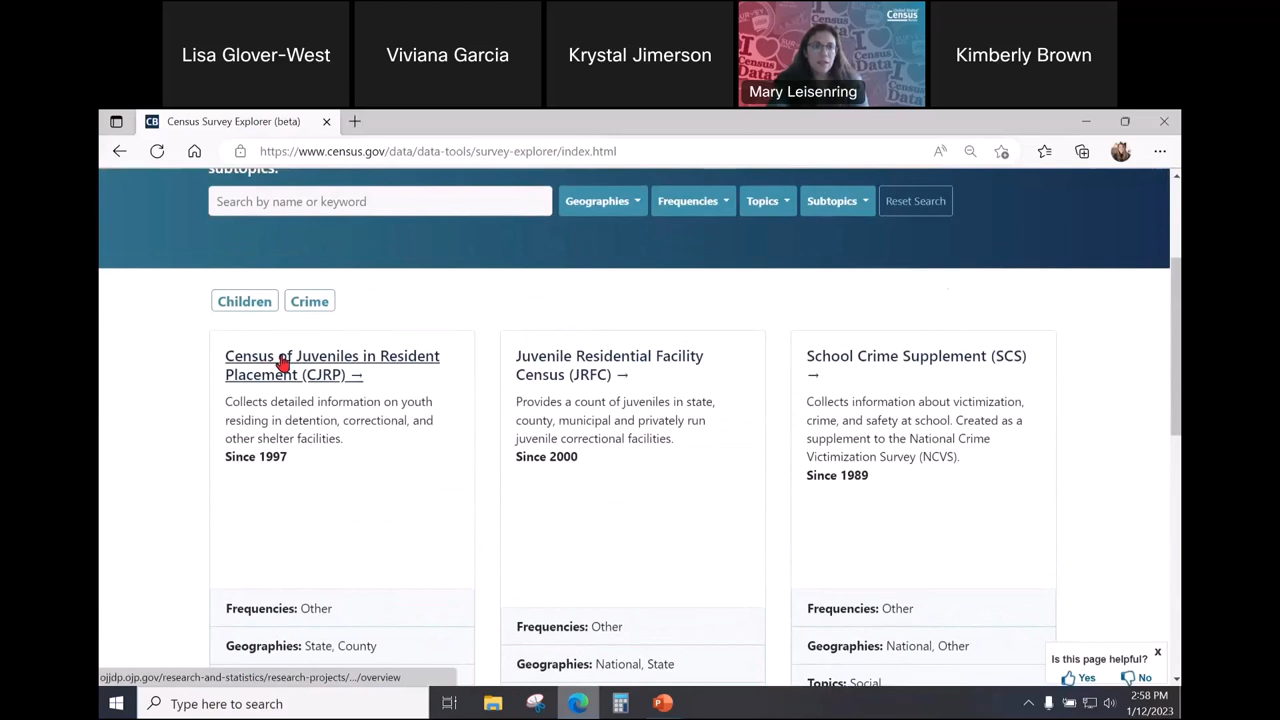 Lisa Glover-West
Viviana Garcia
Krystal Jimerson
United States
Census
I
Census
Data
Mary Leisenring
Kimberly Brown
CB Census Survey Explorer (beta)
https://www.census.gov/data/data-tools/survey-explorer/index.html
subtopics.
Search by name or keyword
Geographies
Frequencies
Topics
Subtopics
Reset Search
Children
Crime
Census of Juveniles in Resident
Placement (CJRP) →
Collects detailed information on youth
residing in detention, correctional, and
other shelter facilities.
Since 1997
Frequencies: Other
Geographies: State, County
Juvenile Residential Facility
Census (JRFC) →
Provides a count of juveniles in state,
county, municipal and privately run
juvenile correctional facilities.
Since 2000
Frequencies: Other
Geographies: National, State
School Crime Supplement (SCS)
→
Collects information about victimization,
crime, and safety at school. Created as a
supplement to the National Crime
Victimization Survey (NCVS).
Since 1989
Frequencies: Other
Geographies: National, Other
Topics: Social
Is this page helpful?
x
Yes
No
ojjdp.ojp.gov/research-and-statistics/research-projects/.../overview
Type here to search
2:58 PM
1/12/2023